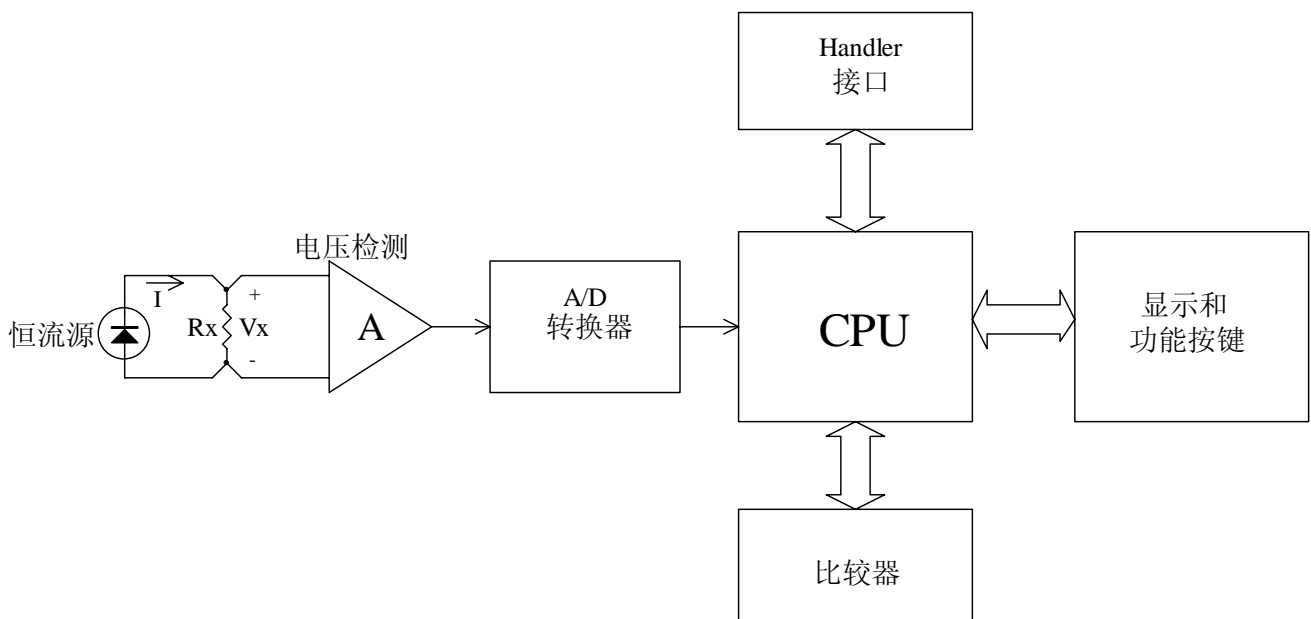 Handler
接口
电压检测
I
+
Rx
Vx
-
恒流源
A
A/D
转换器
CPU
显示和
功能按键
比较器